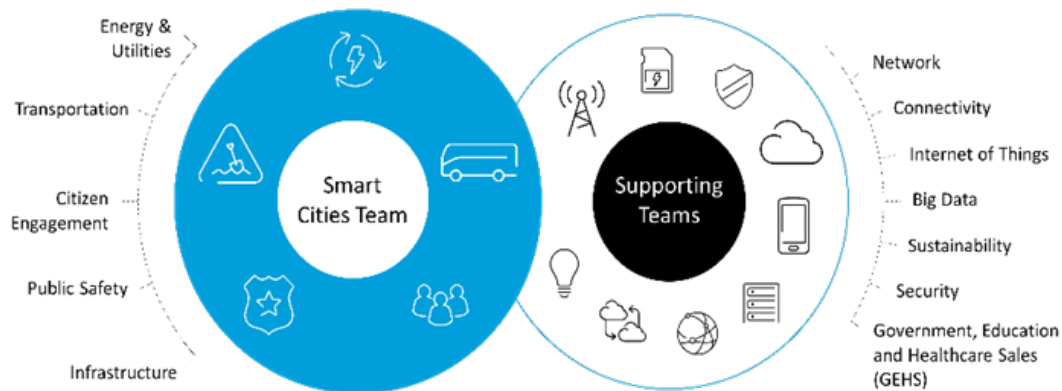 Energy &
Utilities
Transportation
Citizen
Engagement
Public Safety
Infrastructure
Smart
Cities Team
Supporting
Teams
Network
Connectivity
Internet of Things
Big Data
Sustainability
Security
Government, Education
and Healthcare Sales
(GEHS)